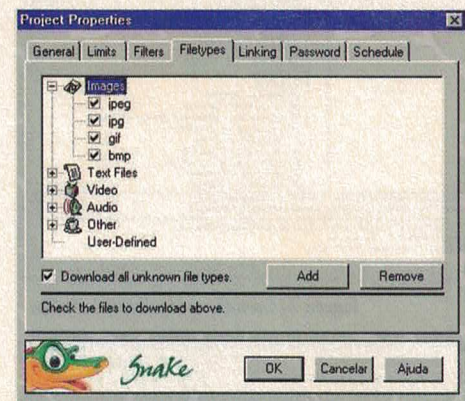 Project Properties
General Limits Filters Filetypes Linking Password Schedule
Images
jpeg
jpg
gif
bmp
Text Files
Video
Audio
Other
User-Defined
Download all unknown file types. Add Remove
Check the files to download above.
Snake OK Cancelar Ajuda